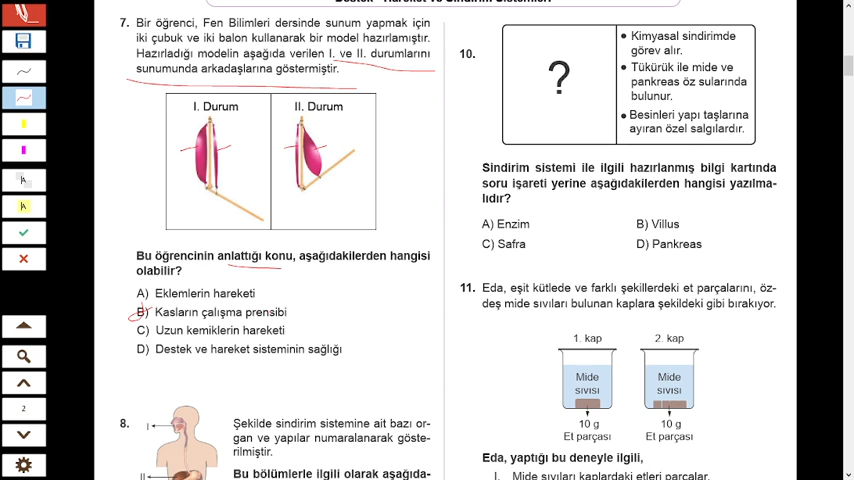 Destek - Hareket ve Sindirim Sistemleri
7. Bir öğrenci, Fen Bilimleri dersinde sunum yapmak için
iki çubuk ve iki balon kullanarak bir model hazırlamıştır.
Hazırladığı modelin aşağıda verilen I. ve II. durumlarını
sunumunda arkadaşlarına göstermiştir.
I. Durum
II. Durum
Bu öğrencinin anlattığı konu, aşağıdakilerden hangisi
olabilir?
A) Eklemlerin hareketi
B) Kasların çalışma prensibi
C) Uzun kemiklerin hareketi
D) Destek ve hareket sisteminin sağlığı
8. Şekilde sindirim sistemine ait bazı or-
gan ve yapılar numaralanarak göste-
rilmiştir.
Bu bölümlerle ilgili olarak aşağıda-
I
II
10.
?
● Kimyasal sindirimde
görev alır.
● Tükürük ile mide ve
pankreas öz sularında
bulunur.
● Besinleri yapı taşlarına
ayıran özel salgılardır.
Sindirim sistemi ile ilgili hazırlanmış bilgi kartında
soru işareti yerine aşağıdakilerden hangisi yazılma-
lıdır?
A) Enzim
B) Villus
C) Safra
D) Pankreas
11. Eda, eşit kütlede ve farklı şekillerdeki et parçalarını, öz-
deş mide sıvıları bulunan kaplara şekildeki gibi bırakıyor.
1. kap
2. kap
Mide
sıvısı
Mide
sıvısı
10 g
Et parçası
10 g
Et parçası
Eda, yaptığı bu deneyle ilgili,
I. Mide sıvıları kaplardaki etleri parçalar.
2